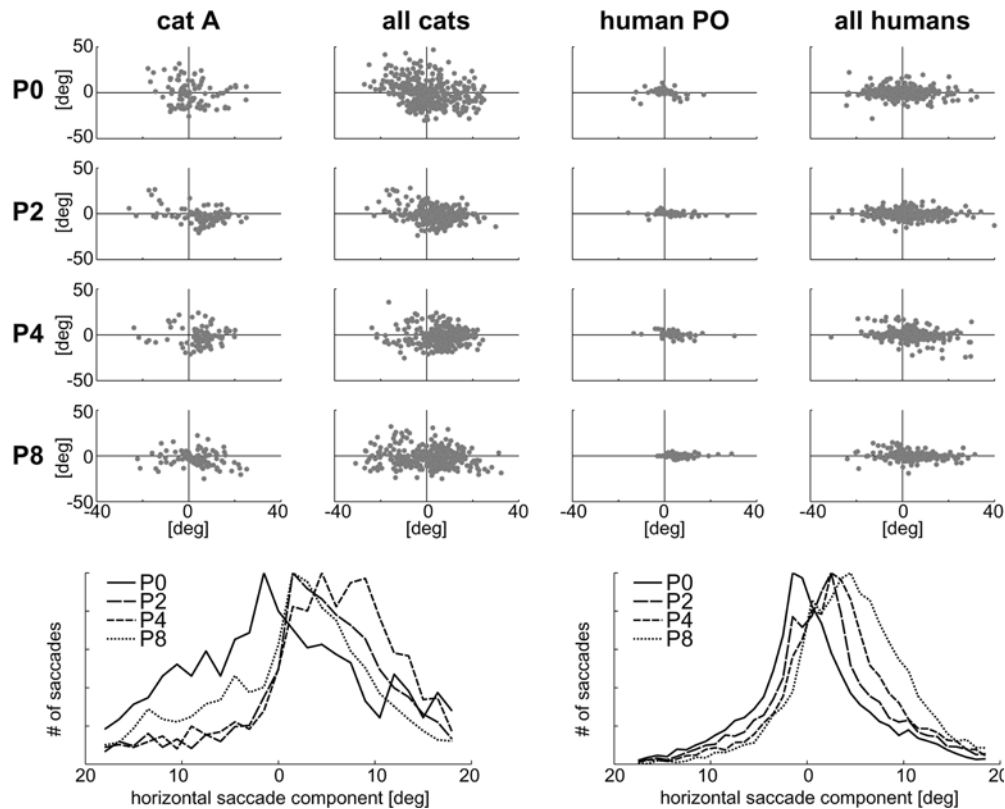 cat A all cats human PO all humans
P0 [deg] 50 0 -50
P2 [deg] 50 0 -50
P4 [deg] 50 0 -50
P8 [deg] 50 0 -50
-40 0 40 -40 0 40 -40 0 40 -40 0 40
[deg] [deg] [deg] [deg]
# of saccades
P0
P2
P4
P8
20 10 0 10 20
horizontal saccade component [deg]
# of saccades
P0
P2
P4
P8
20 10 0 10 20
horizontal saccade component [deg]